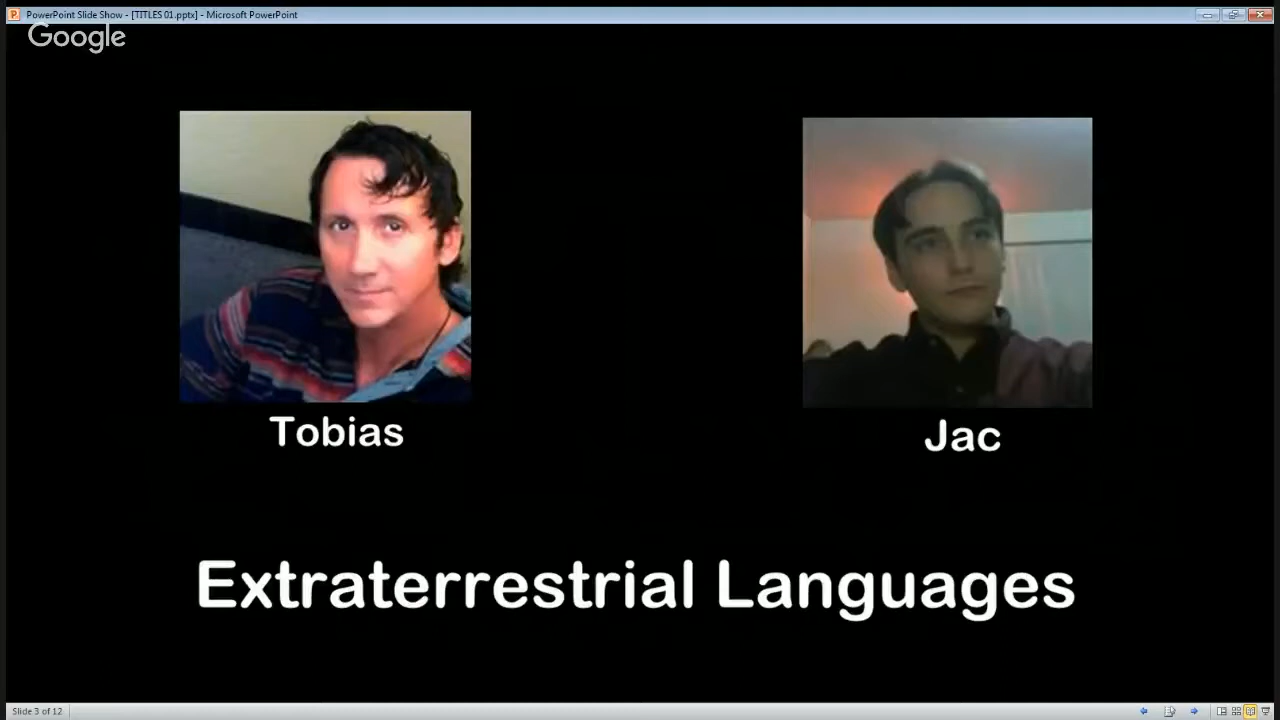 PowerPoint Slide Show - [TITLES 01.pptx] - Microsoft PowerPoint
Google
Tobias
Jac
Extraterrestrial Languages
Slide 3 of 12